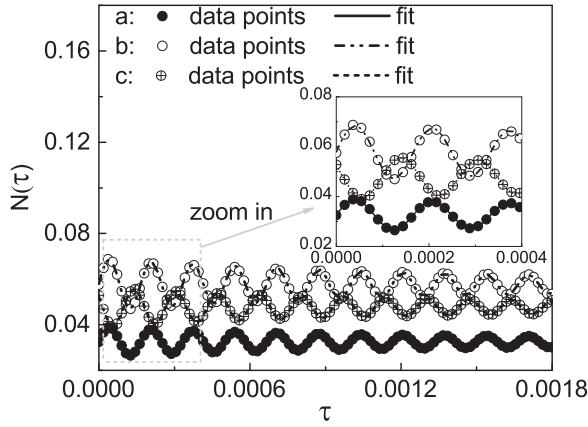 a: data points fit
b: data points fit
c: data points fit
0.16
0.12
0.08
0.04
N(τ)
0.08
0.06
0.04
0.02
0.0000 0.0002 0.0004
zoom in
0.0000 0.0006 0.0012 0.0018
τ